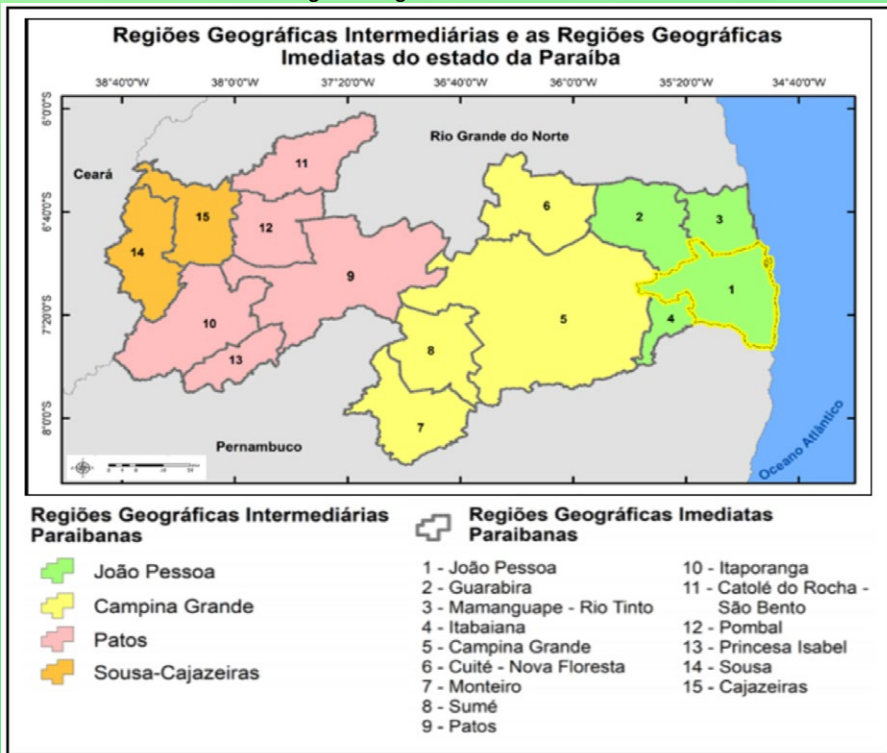 Regiões Geográficas Intermediárias e as Regiões Geográficas
Imediatas do estado da Paraíba
38°40'0"W 38°0'0"W 37°20'0"W 36°40'0"W 36°0'0"W 35°20'0"W 34°40'0"W
6°0'0"S
6°40'0"S
7°20'0"S
8°0'0"S
Rio Grande do Norte
Ceará
Pernambuco
Oceano Atlântico
11
15
12
6
2
3
14
9
1
10
5
4
13
8
7
Regiões Geográficas Intermediárias
Paraibanas
João Pessoa
Campina Grande
Patos
Sousa-Cajazeiras
Regiões Geográficas Imediatas
Paraibanas
1 - João Pessoa
2 - Guarabira
3 - Mamanguape - Rio Tinto
4 - Itabaiana
5 - Campina Grande
6 - Cuité - Nova Floresta
7 - Monteiro
8 - Sumé
9 - Patos
10 - Itaporanga
11 - Catolé do Rocha -
São Bento
12 - Pombal
13 - Princesa Isabel
14 - Sousa
15 - Cajazeiras